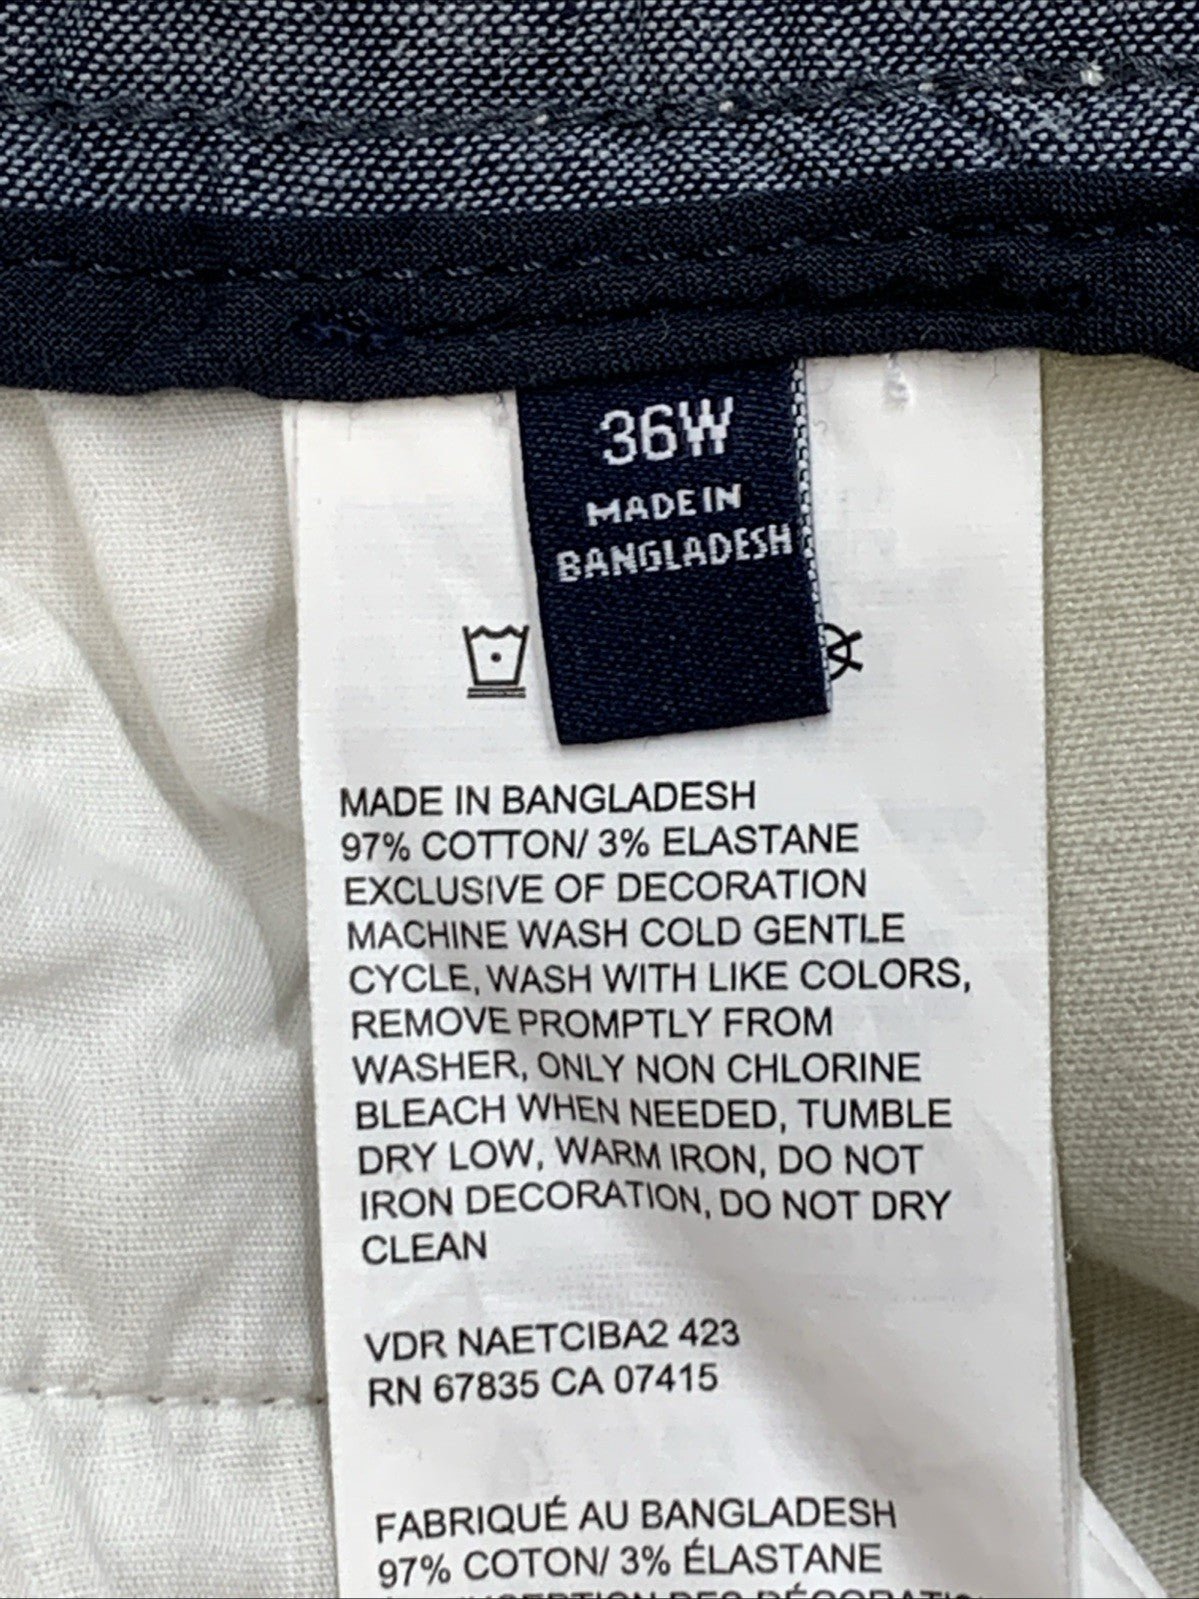 36W
MADE IN
BANGLADESH
MADE IN BANGLADESH
97% COTTON/ 3% ELASTANE
EXCLUSIVE OF DECORATION
MACHINE WASH COLD GENTLE
CYCLE, WASH WITH LIKE COLORS,
REMOVE PROMPTLY FROM
WASHER, ONLY NON CHLORINE
BLEACH WHEN NEEDED, TUMBLE
DRY LOW, WARM IRON, DO NOT
IRON DECORATION, DO NOT DRY
CLEAN
VDR NAETCIBA2 423
RN 67835 CA 07415
FABRIQUÉ AU BANGLADESH
97% COTON/ 3% ÉLASTANE
DES